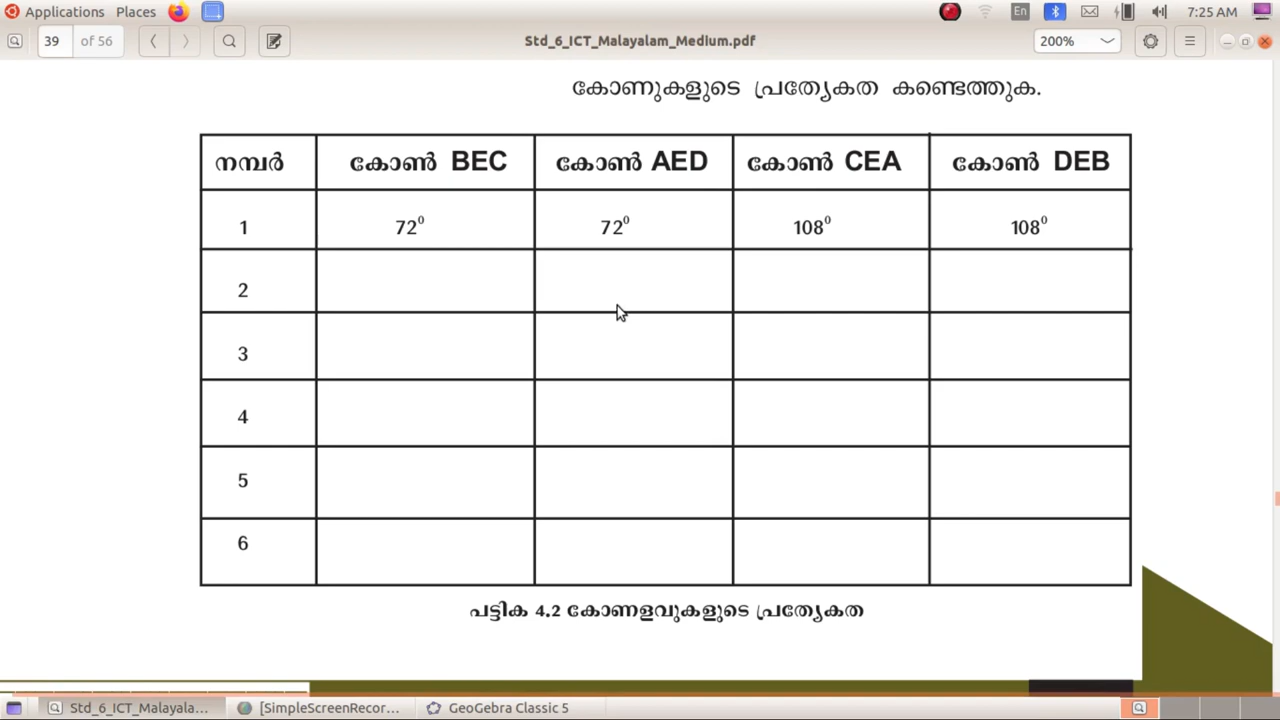 Applications Places En 7:25 AM
39 of 56 Std_6_ICT_Malayalam_Medium.pdf 200%
കോണുകളുടെ പ്രത്യേകത കണ്ടെത്തുക.
നമ്പർ കോൺ BEC കോൺ AED കോൺ CEA കോൺ DEB
1 72⁰ 72⁰ 108⁰ 108⁰
2
3
4
5
6
പട്ടിക 4.2 കോണളവുകളുടെ പ്രത്യേകത
Std_6_ICT_Malayala... [SimpleScreenRecor... GeoGebra Classic 5